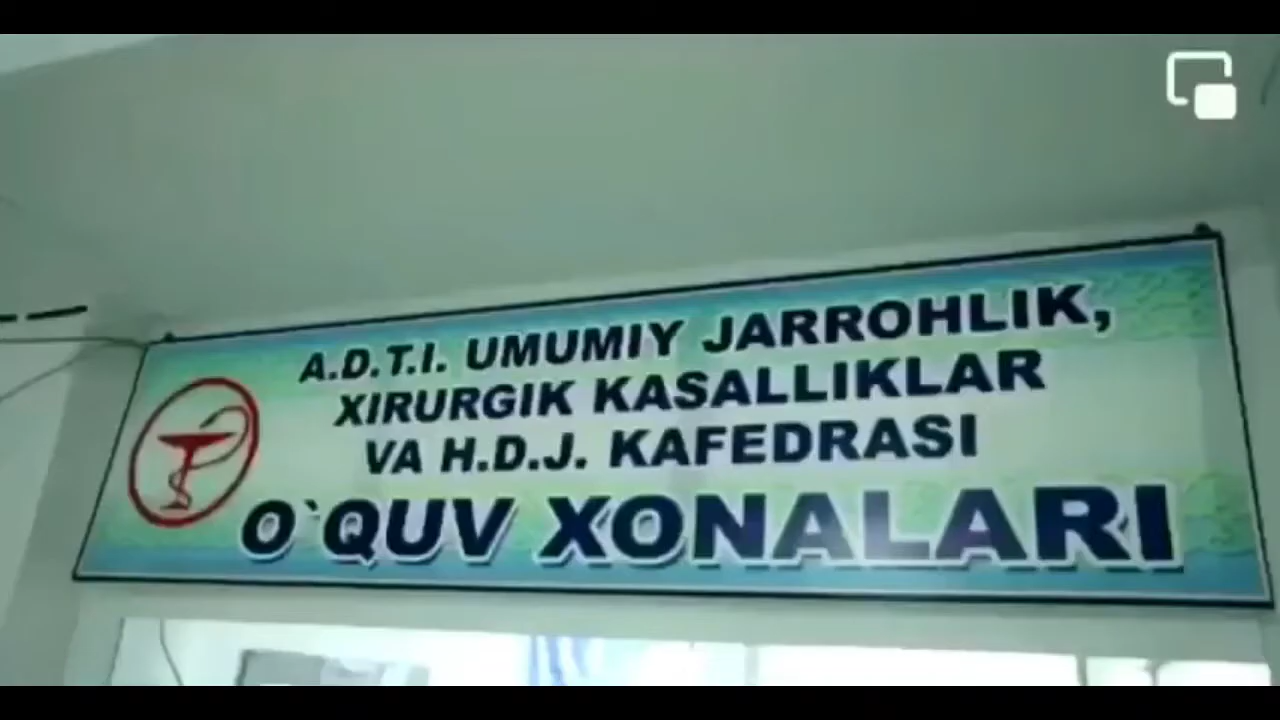 A.D.T.I. UMUMIY JARROHLIK,
XIRURGIK KASALLIKLAR
VA H.D.J. KAFEDRASI
O`QUV XONALARI